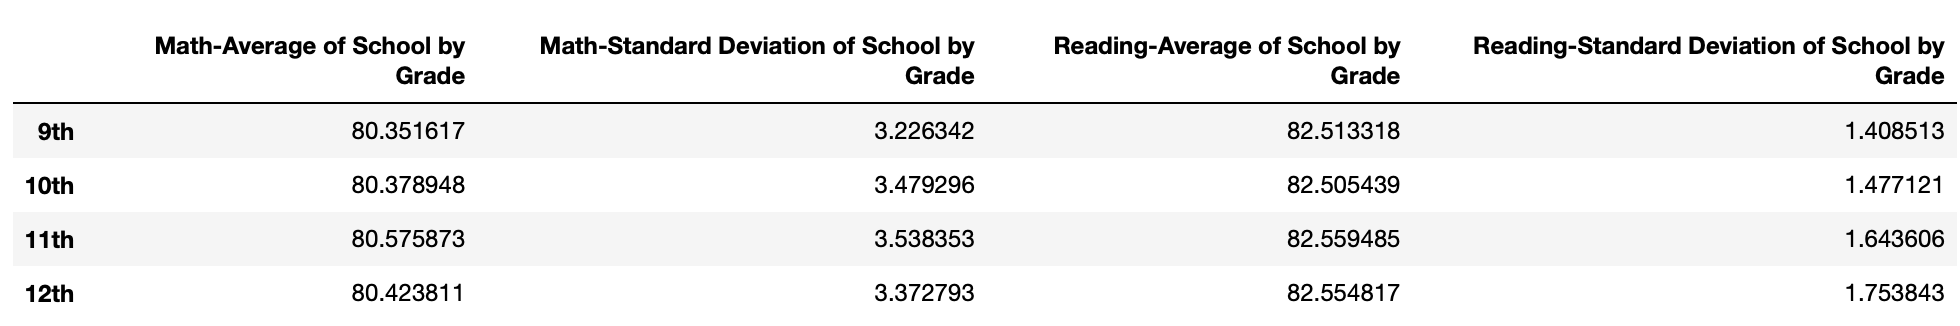 Math-Average of School by Grade Math-Standard Deviation of School by Grade Reading-Average of School by Grade Reading-Standard Deviation of School by Grade
9th 80.351617 3.226342 82.513318 1.408513
10th 80.378948 3.479296 82.505439 1.477121
11th 80.575873 3.538353 82.559485 1.643606
12th 80.423811 3.372793 82.554817 1.753843